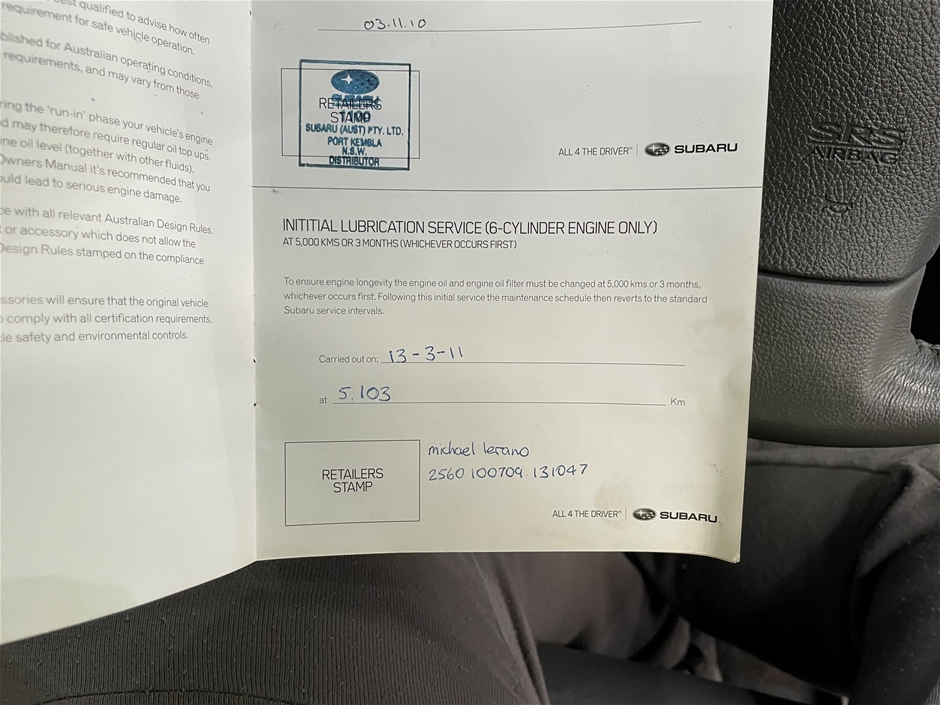 best qualified to advise how often
requirement for safe vehicle operation.
blished for Australian operating conditions,
requirements, and may vary from those
ring the 'run-in' phase your vehicle's engine
d may therefore require regular oil top ups.
ine oil level (together with other fluids),
Owners Manual it's recommended that you
ould lead to serious engine damage.
ce with all relevant Australian Design Rules.
t or accessory which does not allow the
Design Rules stamped on the compliance
ssories will ensure that the original vehicle
o comply with all certification requirements,
le safety and environmental controls.
03.11.10
RETAILERS
STAMP
SUBARU
1100
SUBARU (AUST) PTY. LTD.
PORT KEMBLA
N.S.W.
DISTRIBUTOR
ALL 4 THE DRIVER™ SUBARU
INITITIAL LUBRICATION SERVICE (6-CYLINDER ENGINE ONLY)
AT 5,000 KMS OR 3 MONTHS (WHICHEVER OCCURS FIRST)
To ensure engine longevity the engine oil and engine oil filter must be changed at 5,000 kms or 3 months,
whichever occurs first. Following this initial service the maintenance schedule then reverts to the standard
Subaru service intervals.
Carried out on; 13-3-11
at 5.103 Km
RETAILERS
STAMP
michael lerano
2560 100709.131047
ALL 4 THE DRIVER™ SUBARU
SRS
AIRBAG